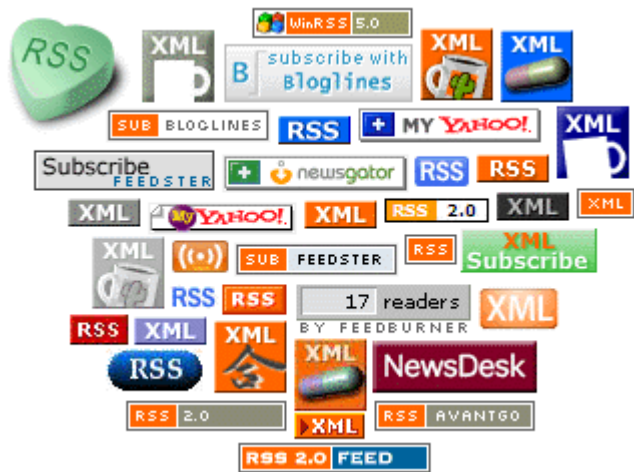 WinRSS 5.0
RSS
XML
B subscribe with Bloglines
XML
XML
SUB BLOGLINES
RSS
+ MY YAHOO!.
XML
Subscribe FEEDSTER
+ newsgator
RSS
RSS
XML
My YAHOO!.
XML
RSS 2.0
XML
XML
XML
SUB FEEDSTER
RSS
XML Subscribe
RSS
RSS
17 readers
BY FEEDBURNER
XML
RSS
XML
XML
合
RSS
XML
NewsDesk
RSS 2.0
XML
RSS AVANTGO
RSS 2.0 FEED